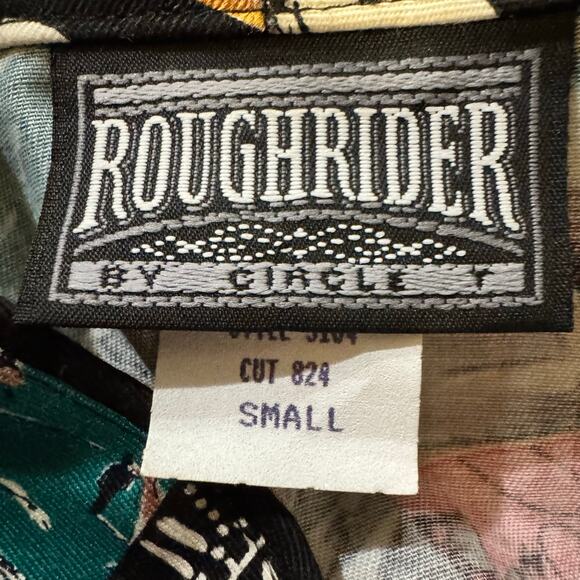 ROUGHRIDER
BY CIRCLE T
CUT 824
SMALL